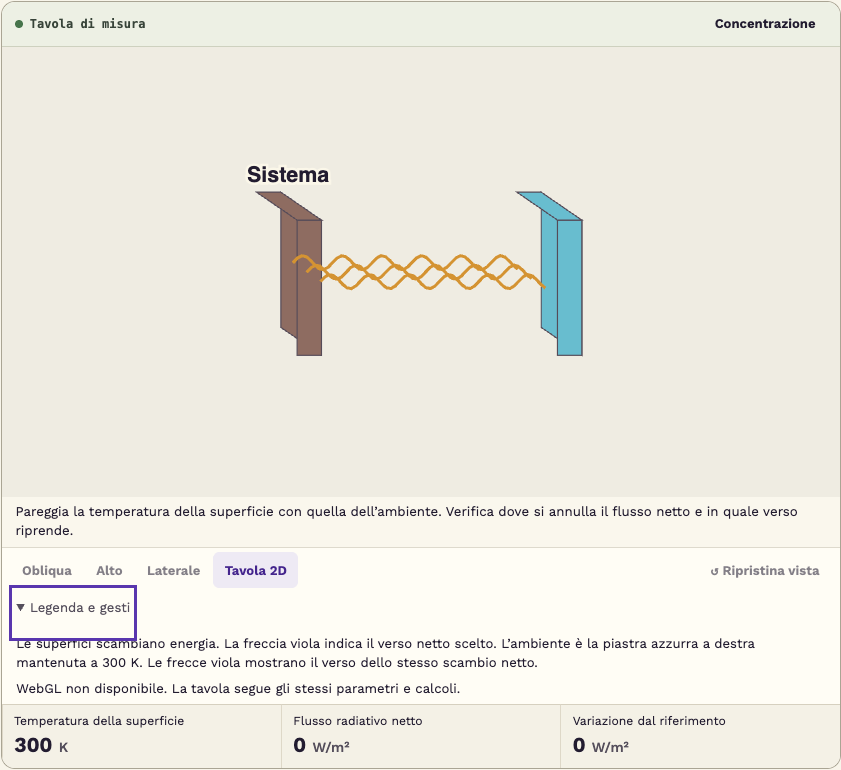 Tavola di misura
Concentrazione
Sistema
Pareggia la temperatura della superficie con quella dell’ambiente. Verifica dove si annulla il flusso netto e in quale verso
riprende.
Obliqua Alto Laterale Tavola 2D ↺ Ripristina vista
▼ Legenda e gesti
Le superfici scambiano energia. La freccia viola indica il verso netto scelto. L’ambiente è la piastra azzurra a destra
mantenuta a 300 K. Le frecce viola mostrano il verso dello stesso scambio netto.
WebGL non disponibile. La tavola segue gli stessi parametri e calcoli.
Temperatura della superficie
300 K
Flusso radiativo netto
0 W/m²
Variazione dal riferimento
0 W/m²